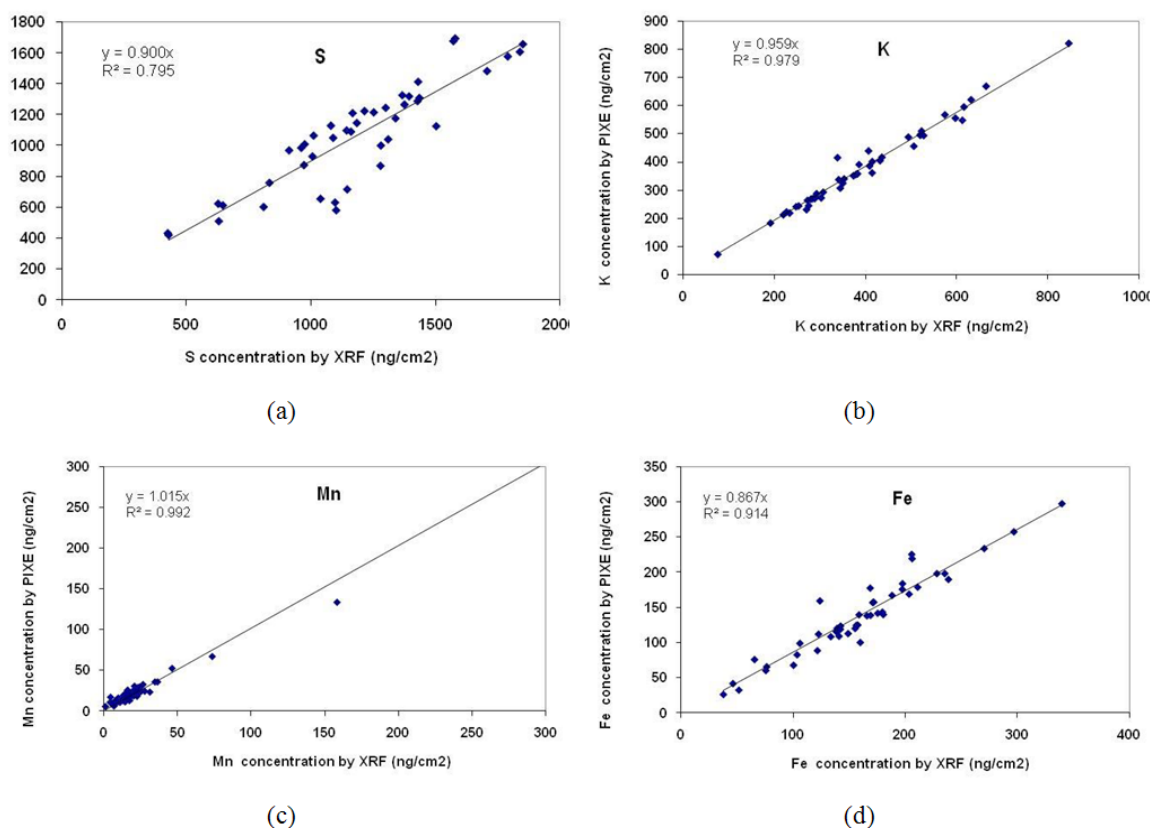 1800
1600
1400
1200
1000
800
600
400
200
0
y = 0.900x
R² = 0.795
S
0
500
1000
1500
2000
S concentration by XRF (ng/cm2)
(a)
K concentration by PIXE (ng/cm2)
900
800
700
600
500
400
300
200
100
0
y = 0.959x
R² = 0.979
K
0
200
400
600
800
1000
K concentration by XRF (ng/cm2)
(b)
Mn concentration by PIXE (ng/cm2)
300
250
200
150
100
50
0
y = 1.015x
R² = 0.992
Mn
0
50
100
150
200
250
300
Mn concentration by XRF (ng/cm2)
(c)
Fe concentration by PIXE (ng/cm2)
350
300
250
200
150
100
50
0
y = 0.867x
R² = 0.914
Fe
0
100
200
300
400
Fe concentration by XRF (ng/cm2)
(d)